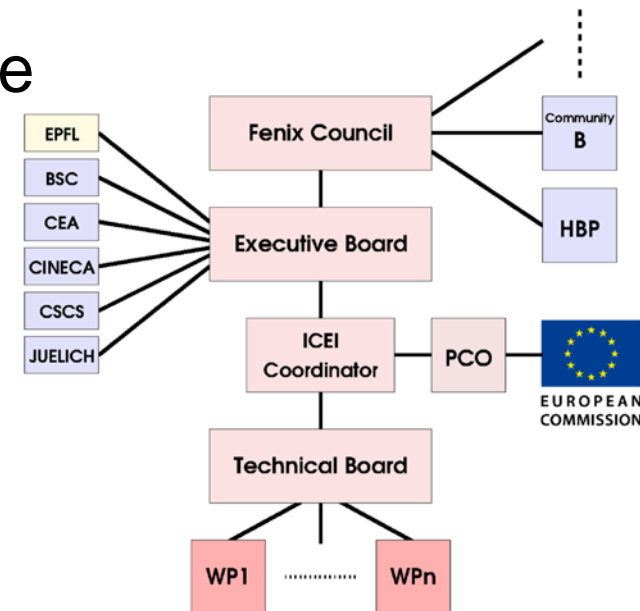 e
EPFL
BSC
CEA
CINECA
CSCS
JUELICH
Fenix Council
Executive Board
ICEI
Coordinator
PCO
Technical Board
WP1
WPn
Community
B
HBP
EUROPEAN
COMMISSION